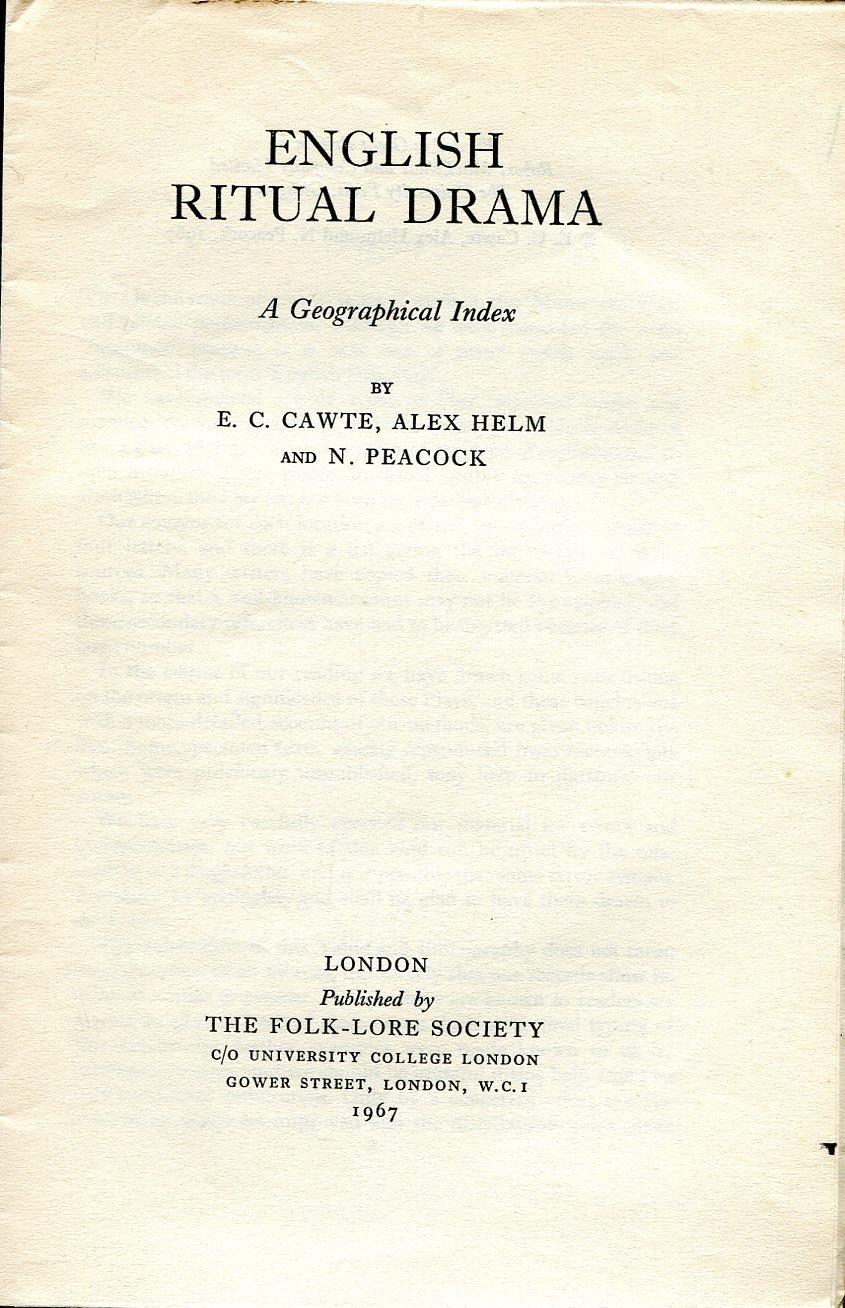 ENGLISH
RITUAL DRAMA
A Geographical Index
BY
E. C. CAWTE, ALEX HELM
AND N. PEACOCK
LONDON
Published by
THE FOLK-LORE SOCIETY
C/O UNIVERSITY COLLEGE LONDON
GOWER STREET, LONDON, W.C.1
1967